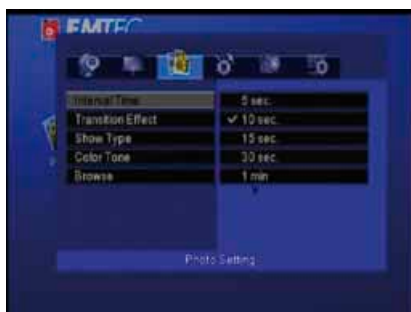 EMTEC
Interval Time
5 sec.
Transition Effect
✓ 10 sec.
Show Type
15 sec.
Color Tone
30 sec.
Browse
1 min
Photo Setting